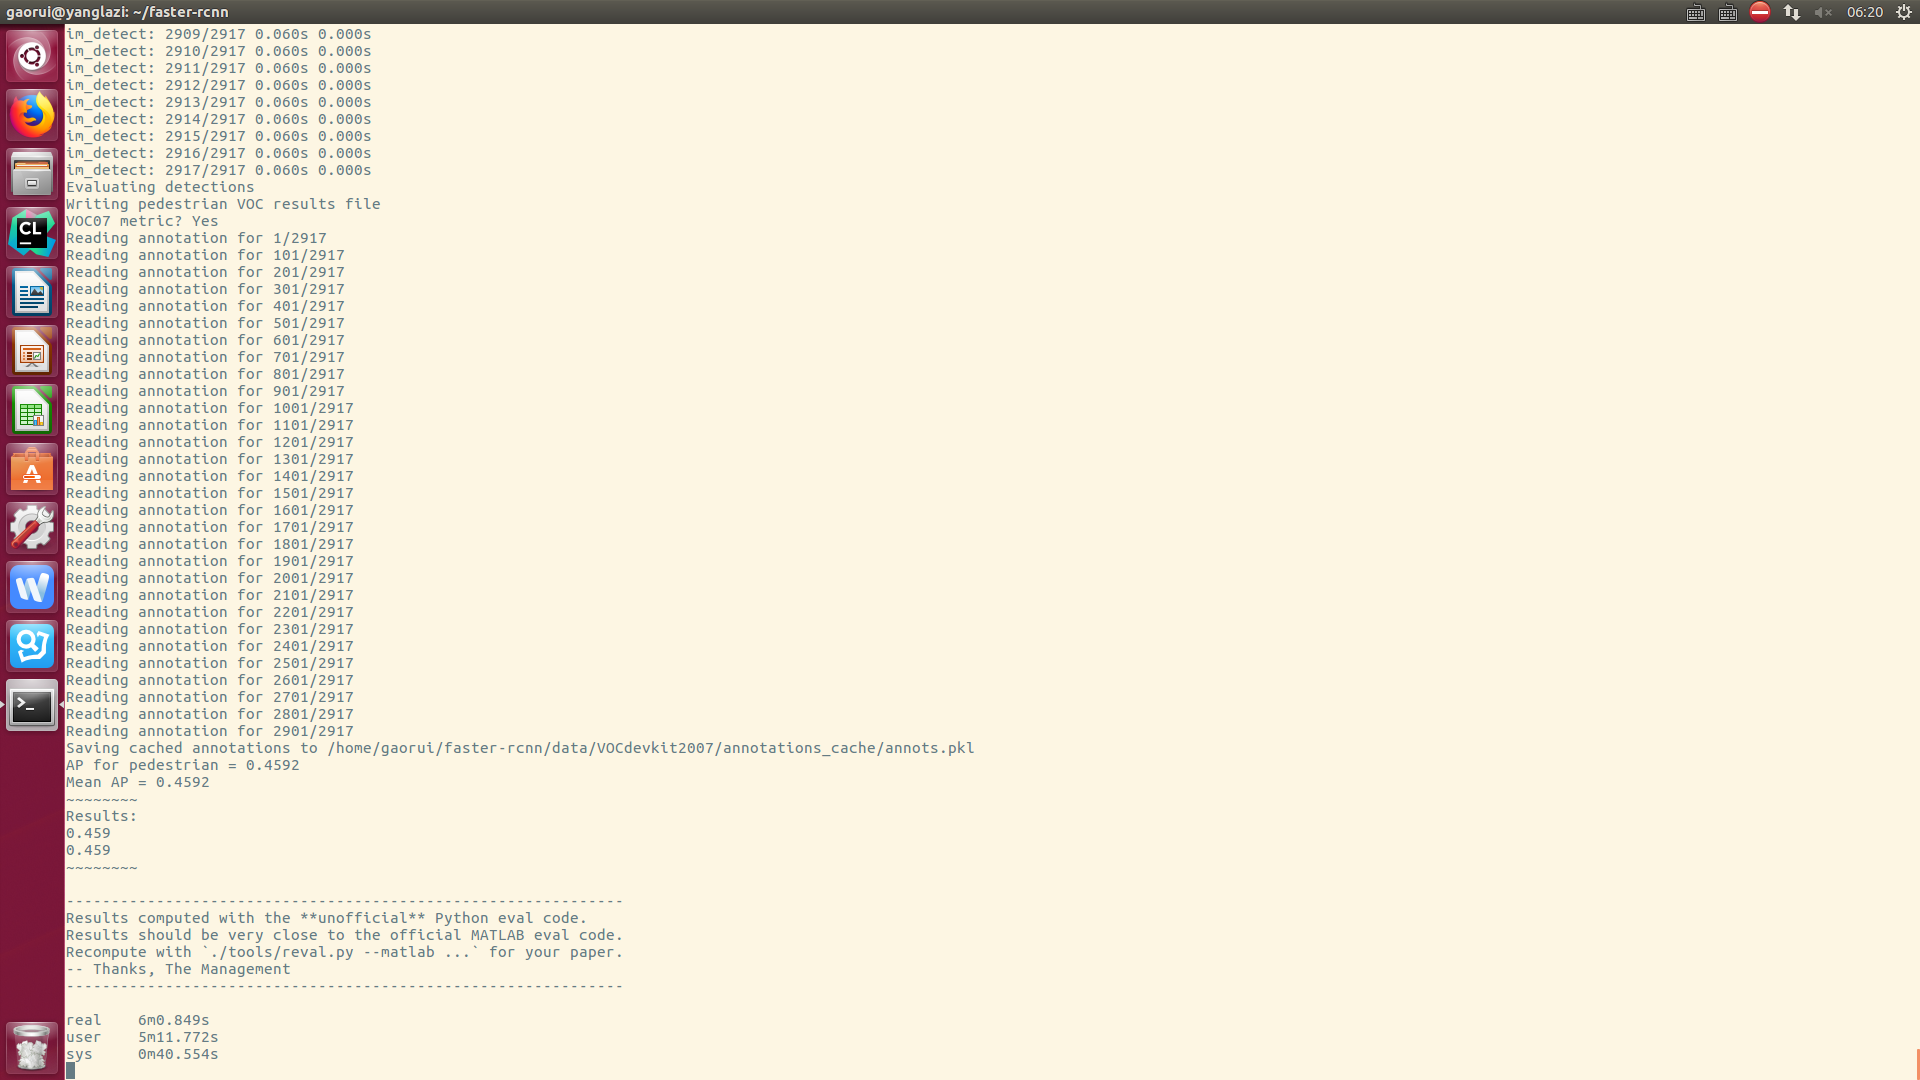 gaorui@yanglazi: ~/faster-rcnn
06:20
im_detect: 2909/2917 0.060s 0.000s
im_detect: 2910/2917 0.060s 0.000s
im_detect: 2911/2917 0.060s 0.000s
im_detect: 2912/2917 0.060s 0.000s
im_detect: 2913/2917 0.060s 0.000s
im_detect: 2914/2917 0.060s 0.000s
im_detect: 2915/2917 0.060s 0.000s
im_detect: 2916/2917 0.060s 0.000s
im_detect: 2917/2917 0.060s 0.000s
Evaluating detections
Writing pedestrian VOC results file
VOC07 metric? Yes
Reading annotation for 1/2917
Reading annotation for 101/2917
Reading annotation for 201/2917
Reading annotation for 301/2917
Reading annotation for 401/2917
Reading annotation for 501/2917
Reading annotation for 601/2917
Reading annotation for 701/2917
Reading annotation for 801/2917
Reading annotation for 901/2917
Reading annotation for 1001/2917
Reading annotation for 1101/2917
Reading annotation for 1201/2917
Reading annotation for 1301/2917
Reading annotation for 1401/2917
Reading annotation for 1501/2917
Reading annotation for 1601/2917
Reading annotation for 1701/2917
Reading annotation for 1801/2917
Reading annotation for 1901/2917
Reading annotation for 2001/2917
Reading annotation for 2101/2917
Reading annotation for 2201/2917
Reading annotation for 2301/2917
Reading annotation for 2401/2917
Reading annotation for 2501/2917
Reading annotation for 2601/2917
Reading annotation for 2701/2917
Reading annotation for 2801/2917
Reading annotation for 2901/2917
Saving cached annotations to /home/gaorui/faster-rcnn/data/VOCdevkit2007/annotations_cache/annots.pkl
AP for pedestrian = 0.4592
Mean AP = 0.4592
~~~~~~~~
Results:
0.459
0.459
~~~~~~~~
--------------------------------------------------------------
Results computed with the **unofficial** Python eval code.
Results should be very close to the official MATLAB eval code.
Recompute with `./tools/reval.py --matlab ...` for your paper.
-- Thanks, The Management
--------------------------------------------------------------
real 6m0.849s
user 5m11.772s
sys 0m40.554s
CL